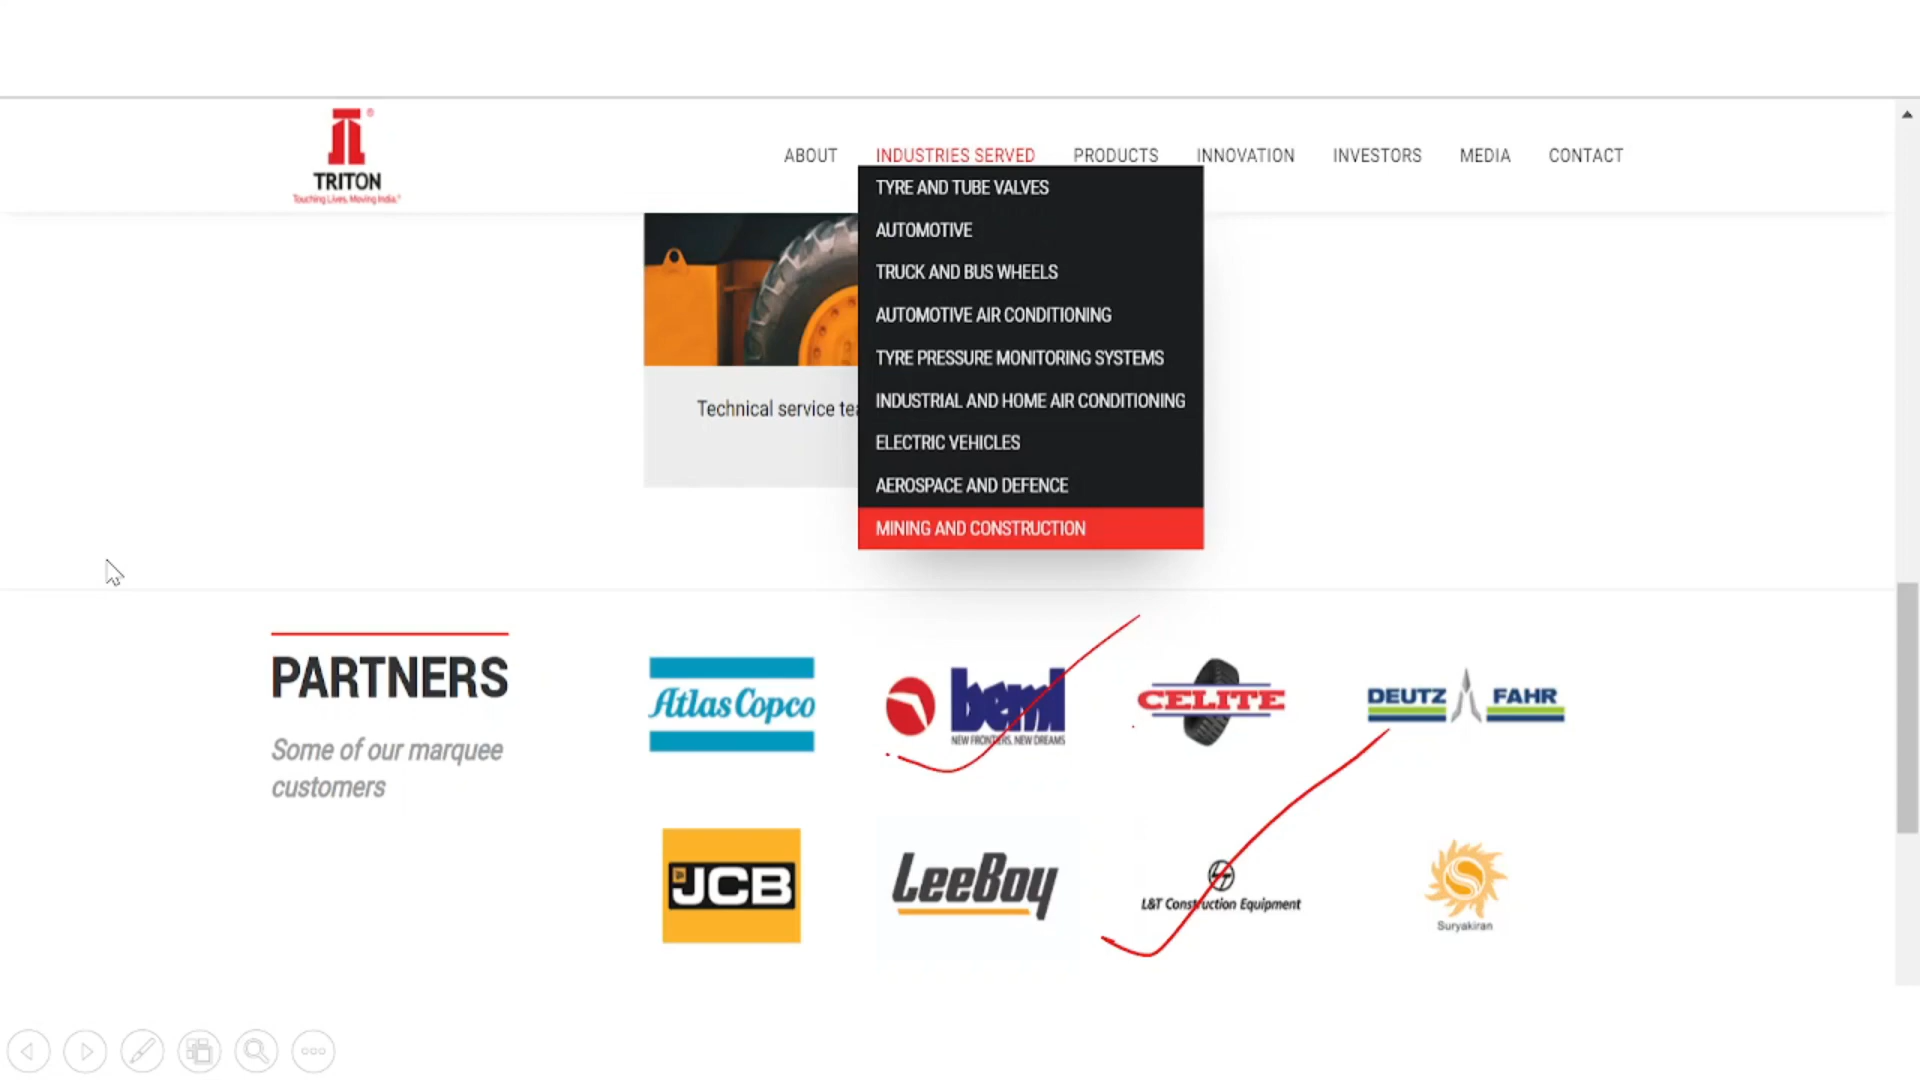 TRITON
Touching Lives, Moving India.®
ABOUT INDUSTRIES SERVED PRODUCTS INNOVATION INVESTORS MEDIA CONTACT
TYRE AND TUBE VALVES
AUTOMOTIVE
TRUCK AND BUS WHEELS
AUTOMOTIVE AIR CONDITIONING
TYRE PRESSURE MONITORING SYSTEMS
INDUSTRIAL AND HOME AIR CONDITIONING
ELECTRIC VEHICLES
AEROSPACE AND DEFENCE
MINING AND CONSTRUCTION
Technical service
PARTNERS
Some of our marquee
customers
Atlas Copco
beml
NEW FRONTIERS. NEW DREAMS
CELITE
DEUTZ FAHR
JCB
LeeBoy
L&T Construction Equipment
Suryakiran